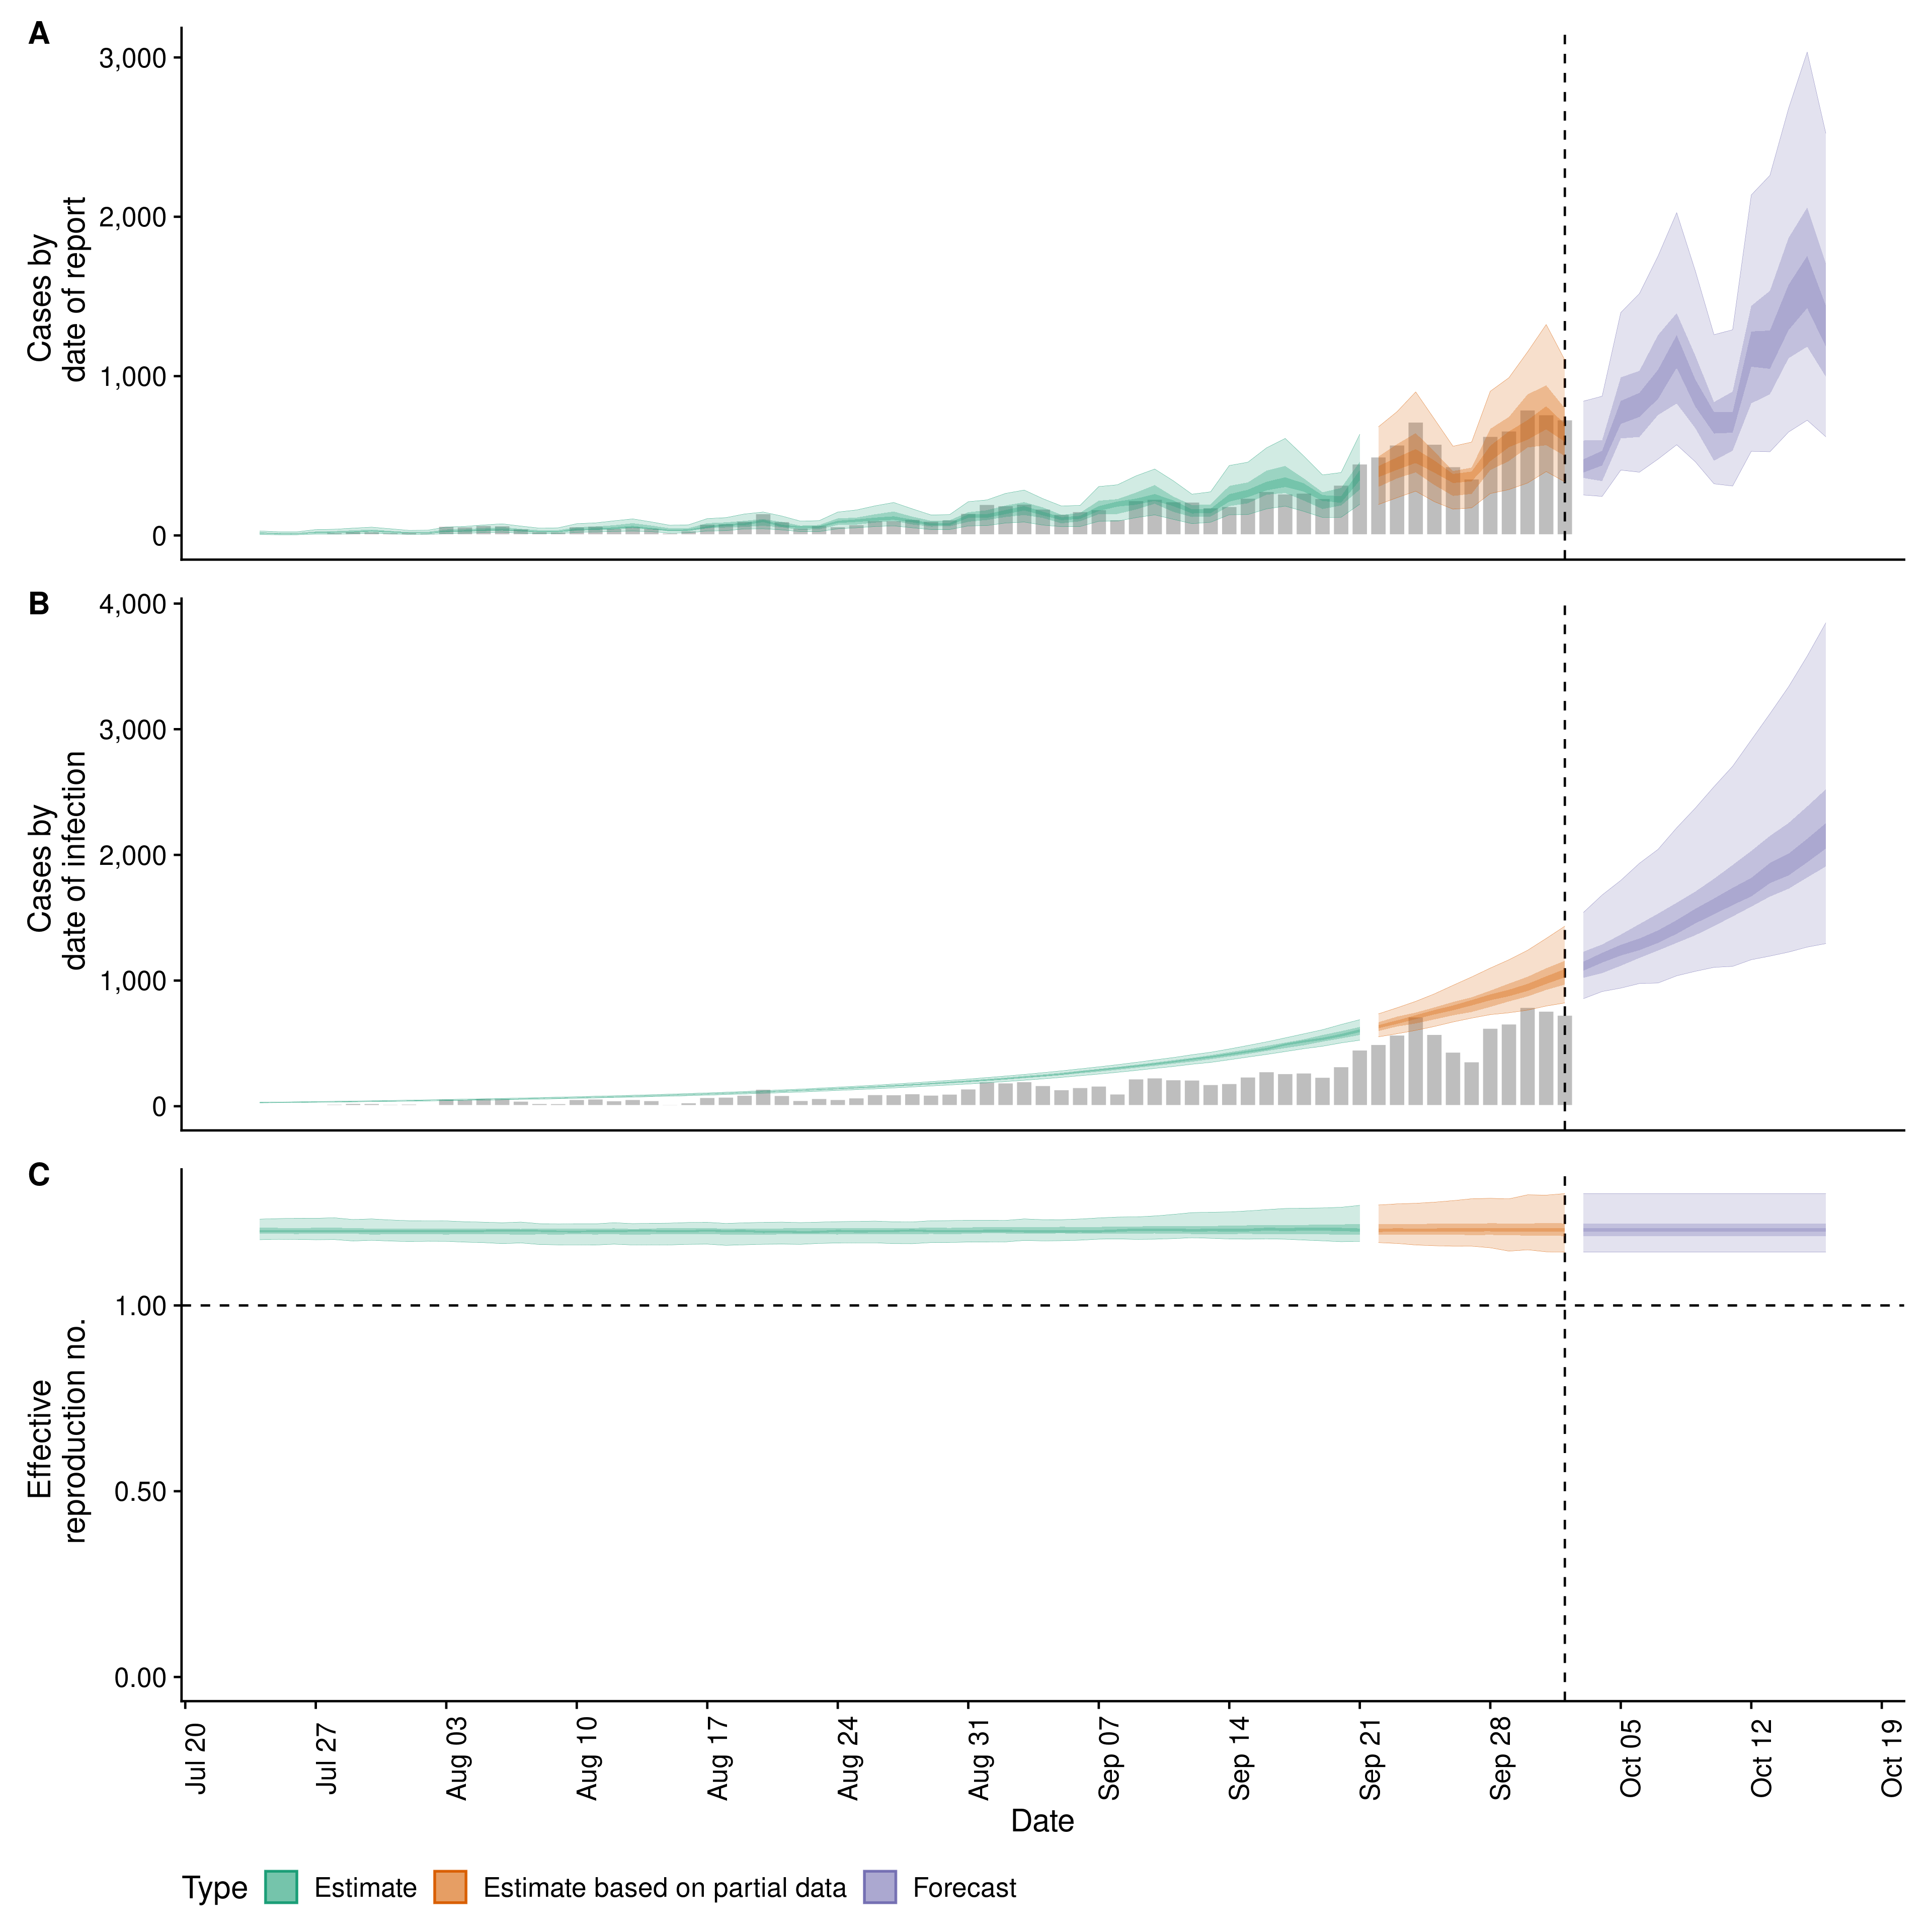 A
3,000
2,000
1,000
0
Cases by
date of report
B
4,000
3,000
2,000
1,000
0
Cases by
date of infection
C
1.00
0.50
0.00
Effective
reproduction no.
Jul 20
Jul 27
Aug 03
Aug 10
Aug 17
Aug 24
Aug 31
Sep 07
Sep 14
Sep 21
Sep 28
Oct 05
Oct 12
Oct 19
Date
Type
Estimate
Estimate based on partial data
Forecast